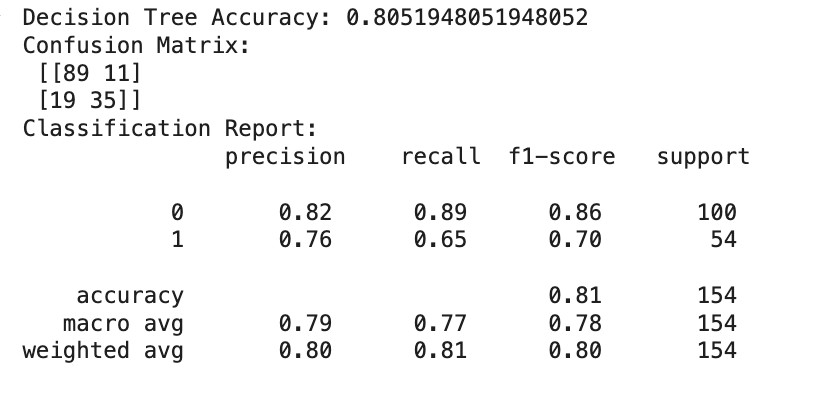 Decision Tree Accuracy: 0.8051948051948052
Confusion Matrix:
 [[89 11]
 [19 35]]
Classification Report:
               precision    recall  f1-score   support

           0       0.82      0.89      0.86       100
           1       0.76      0.65      0.70        54

    accuracy                           0.81       154
   macro avg       0.79      0.77      0.78       154
weighted avg       0.80      0.81      0.80       154